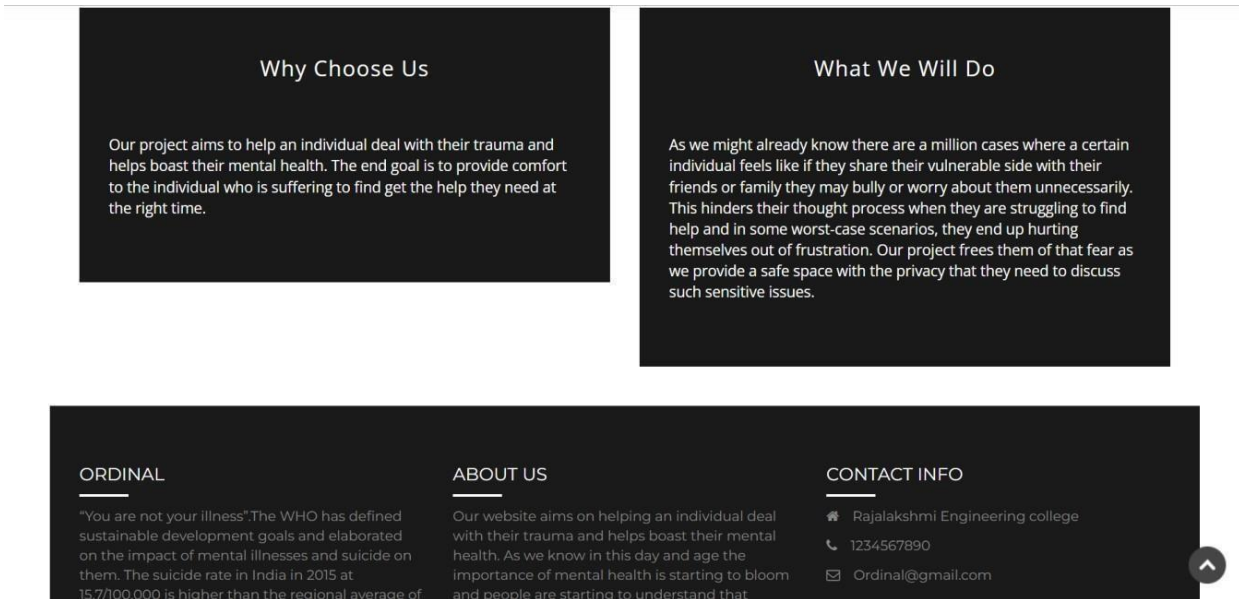 Why Choose Us
Our project aims to help an individual deal with their trauma and
helps boast their mental health. The end goal is to provide comfort
to the individual who is suffering to find get the help they need at
the right time.
What We Will Do
As we might already know there are a million cases where a certain
individual feels like if they share their vulnerable side with their
friends or family they may bully or worry about them unnecessarily.
This hinders their thought process when they are struggling to find
help and in some worst-case scenarios, they end up hurting
themselves out of frustration. Our project frees them of that fear as
we provide a safe space with the privacy that they need to discuss
such sensitive issues.
ORDINAL
“You are not your illness”.The WHO has defined
sustainable development goals and elaborated
on the impact of mental illnesses and suicide on
them. The suicide rate in India in 2015 at
15.7/100,000 is higher than the regional average of
ABOUT US
Our website aims on helping an individual deal
with their trauma and helps boast their mental
health. As we know in this day and age the
importance of mental health is starting to bloom
and people are starting to understand that
CONTACT INFO
Rajalakshmi Engineering college
1234567890
Ordinal@gmail.com